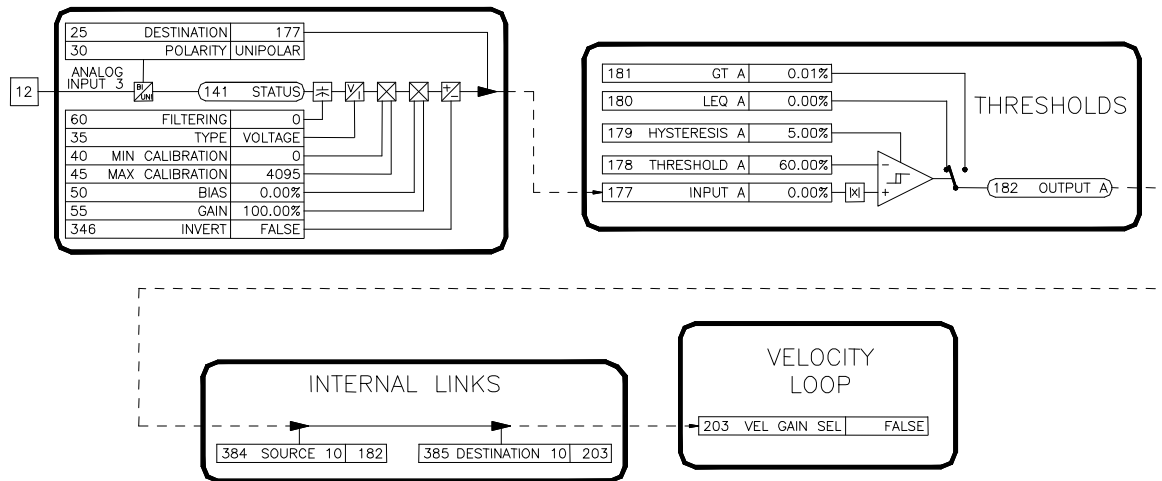 25 DESTINATION 177
30 POLARITY UNIPOLAR
12
ANALOG
INPUT 3
BI
UNI
141 STATUS
V
I
60 FILTERING 0
35 TYPE VOLTAGE
40 MIN CALIBRATION 0
45 MAX CALIBRATION 4095
50 BIAS 0.00%
55 GAIN 100.00%
346 INVERT FALSE
THRESHOLDS
181 GT A 0.01%
180 LEQ A 0.00%
179 HYSTERESIS A 5.00%
178 THRESHOLD A 60.00%
177 INPUT A 0.00%
|X|
-
+
182 OUTPUT A
INTERNAL LINKS
384 SOURCE 10 182
385 DESTINATION 10 203
VELOCITY
LOOP
203 VEL GAIN SEL FALSE